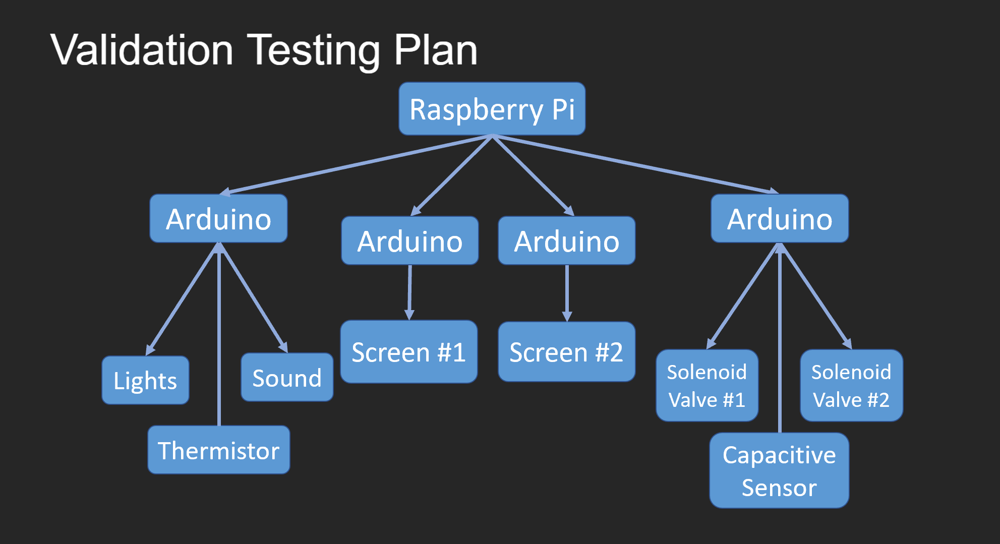 Validation Testing Plan
Raspberry Pi
Arduino
Arduino
Arduino
Arduino
Lights
Sound
Screen #1
Screen #2
Solenoid
Valve #1
Solenoid
Valve #2
Thermistor
Capacitive
Sensor